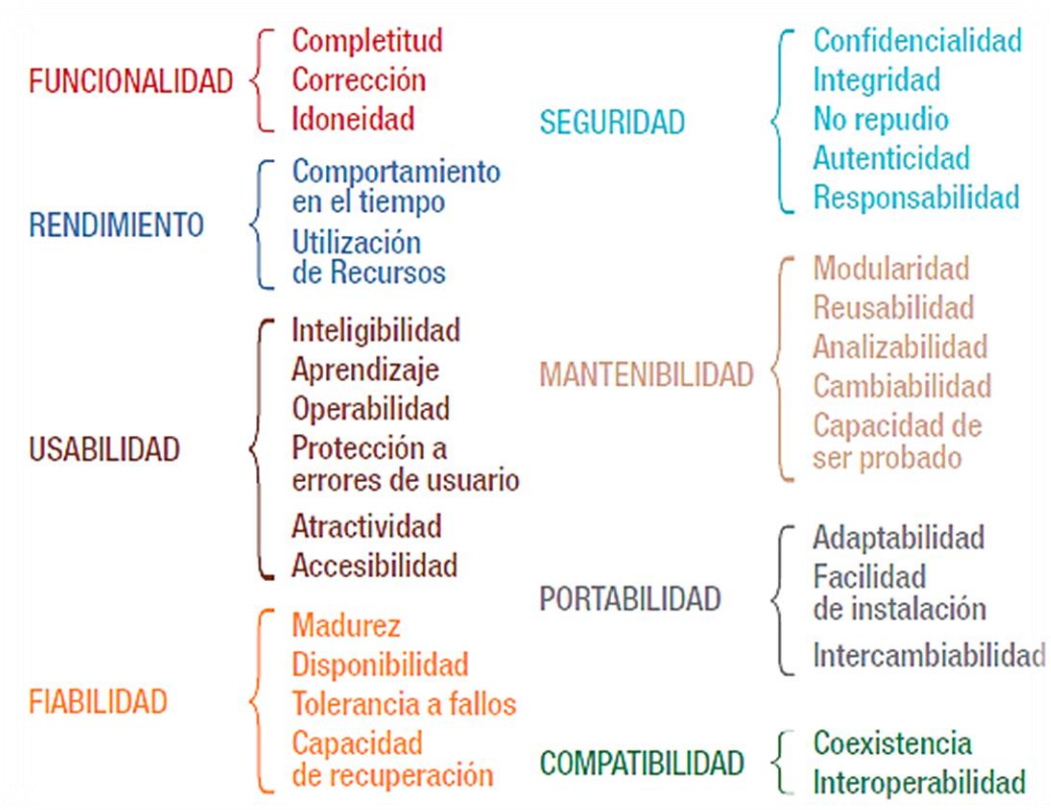 FUNCIONALIDAD
Completitud
Corrección
Idoneidad
RENDIMIENTO
Comportamiento
en el tiempo
Utilización
de Recursos
USABILIDAD
Inteligibilidad
Aprendizaje
Operabilidad
Protección a
errores de usuario
Atractividad
Accesibilidad
FIABILIDAD
Madurez
Disponibilidad
Tolerancia a fallos
Capacidad
de recuperación
SEGURIDAD
Confidencialidad
Integridad
No repudio
Autenticidad
Responsabilidad
MANTENIBILIDAD
Modularidad
Reusabilidad
Analizabilidad
Cambiabilidad
Capacidad de
ser probado
PORTABILIDAD
Adaptabilidad
Facilidad
de instalación
Intercambiabilidad
COMPATIBILIDAD
Coexistencia
Interoperabilidad